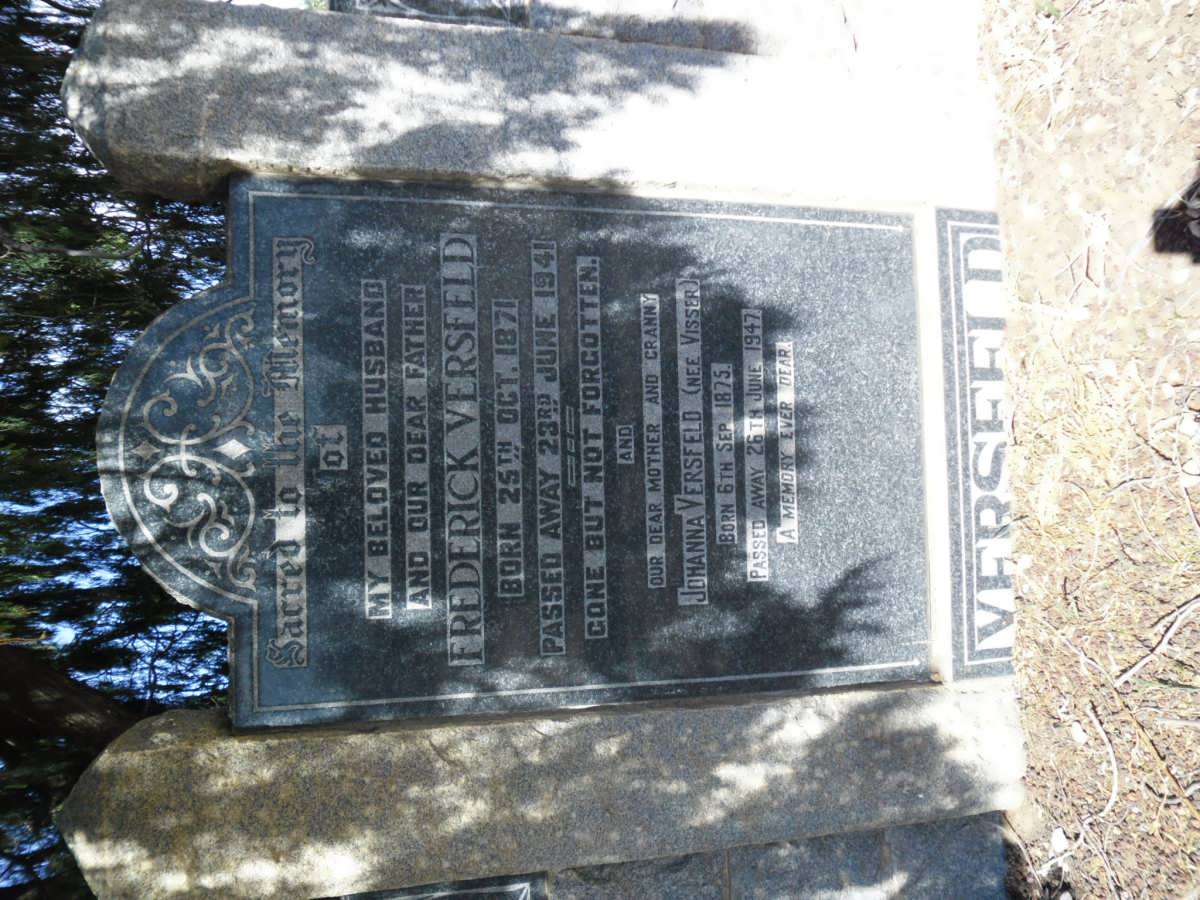 Sacred to the Memory
of
MY BELOVED HUSBAND
AND OUR DEAR FATHER
FREDERICK VERSFELD
BORN 25TH OCT. 1871
PASSED AWAY 23RD JUNE 1941
GONE BUT NOT FORGOTTEN.
AND
OUR DEAR MOTHER AND GRANNY
JOHANNA VERSFELD (NEE VISSER)
BORN 6TH SEP. 1875.
PASSED AWAY 26TH JUNE 1947.
A MEMORY EVER DEAR.
VERSFELD